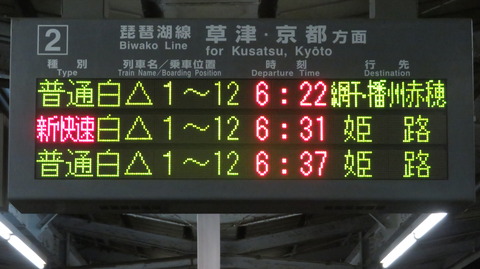 2 琵琶湖線 草津・京都方面
Biwako Line for Kusatsu, Kyōto
種別 列車名/乗車位置 時刻 行先
Type Train Name/Boarding Position Departure Time Destination
普通 白△ 1～12 6:22 網干・播州赤穂
新快速 白△ 1～12 6:31 姫路
普通 白△ 1～12 6:37 姫路